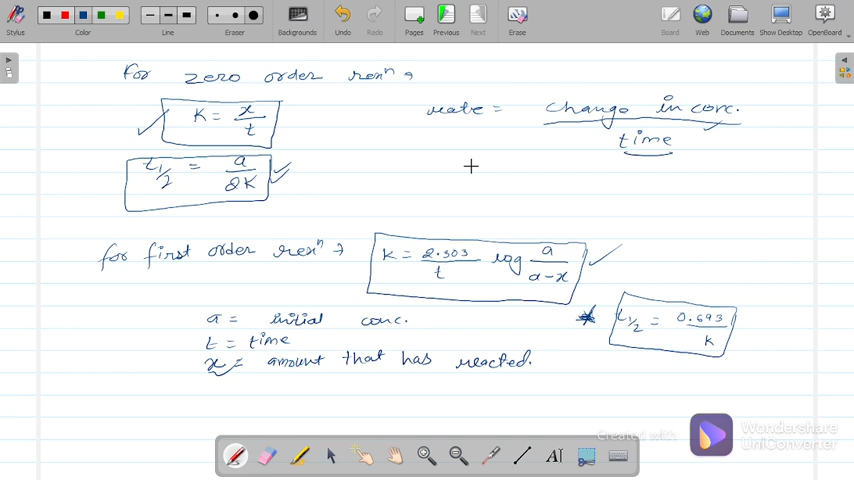 Board Web Documents Show Desktop OpenBoard
Color Line Eraser Backgrounds Undo Redo Pages Previous Next Erase
For zero order rexⁿ →
K = x/t
rate = change in conc. / time
t1/2 = a/2K
for first order rexⁿ → K = 2.303/t log a/a-x
a = initial conc.
t1/2 = 0.693/k
t = time
x = amount that has reacted.
Created with Wondershare UniConverter